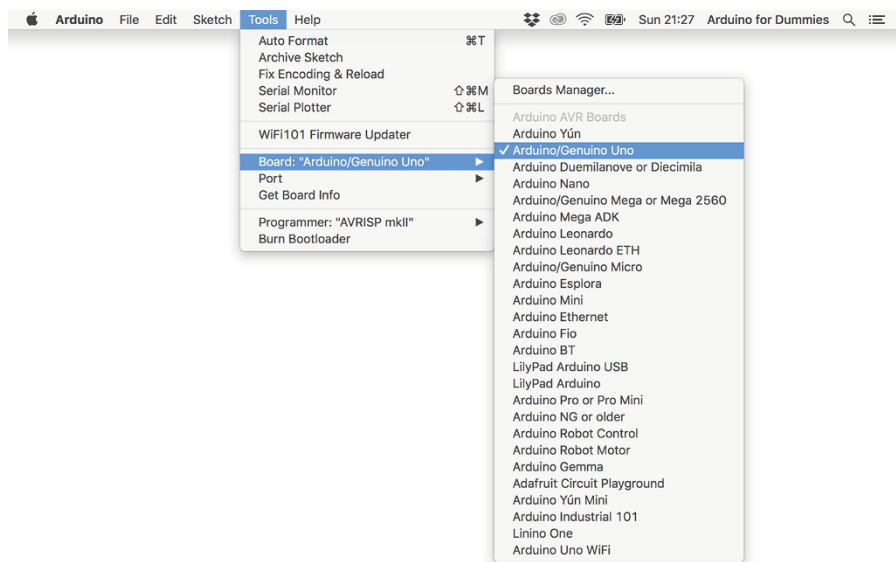 Arduino File Edit Sketch Tools Help Sun 21:27 Arduino for Dummies
Auto Format ⌘T
Archive Sketch
Fix Encoding & Reload
Serial Monitor ⇧⌘M
Serial Plotter ⇧⌘L
WiFi101 Firmware Updater
Board: "Arduino/Genuino Uno"
Port
Get Board Info
Programmer: "AVRISP mkII"
Burn Bootloader
Boards Manager...
Arduino AVR Boards
Arduino Yún
✓ Arduino/Genuino Uno
Arduino Duemilanove or Diecimila
Arduino Nano
Arduino/Genuino Mega or Mega 2560
Arduino Mega ADK
Arduino Leonardo
Arduino Leonardo ETH
Arduino/Genuino Micro
Arduino Esplora
Arduino Mini
Arduino Ethernet
Arduino Fio
Arduino BT
LilyPad Arduino USB
LilyPad Arduino
Arduino Pro or Pro Mini
Arduino NG or older
Arduino Robot Control
Arduino Robot Motor
Arduino Gemma
Adafruit Circuit Playground
Arduino Yún Mini
Arduino Industrial 101
Linino One
Arduino Uno WiFi